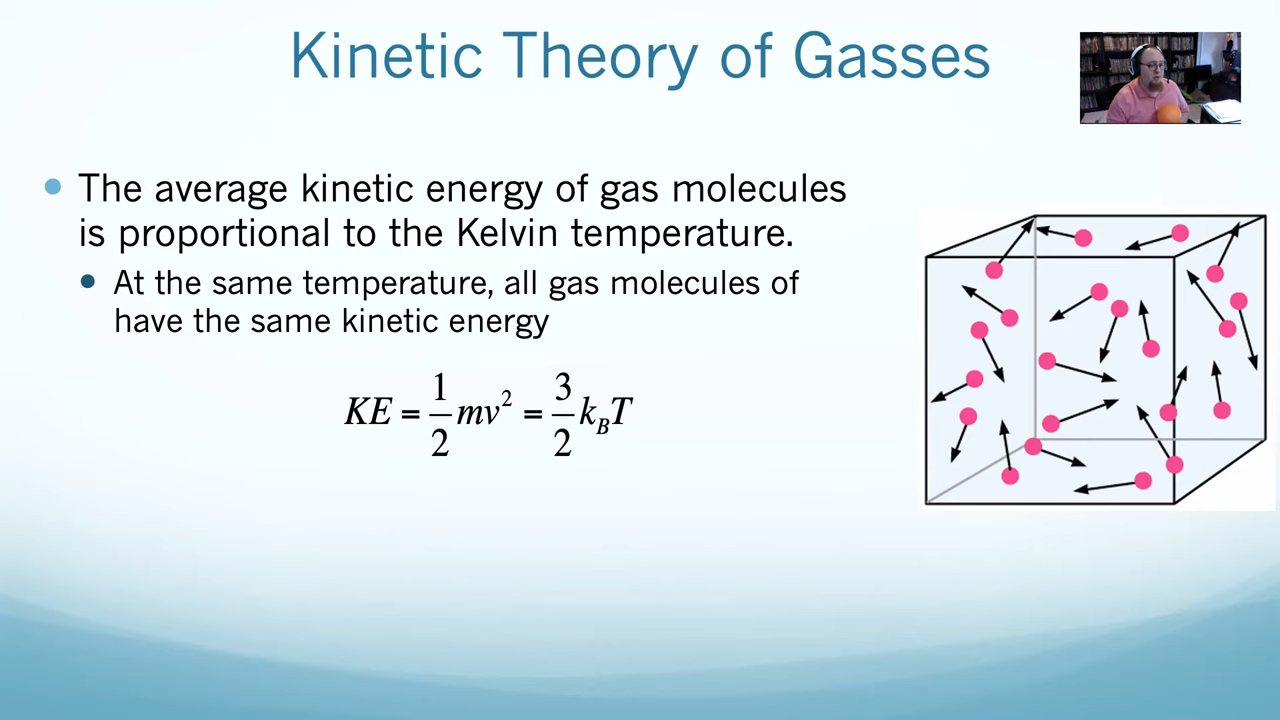 Kinetic Theory of Gasses
The average kinetic energy of gas molecules
is proportional to the Kelvin temperature.
At the same temperature, all gas molecules of
have the same kinetic energy
KE = 1/2 mv² = 3/2 k_B T